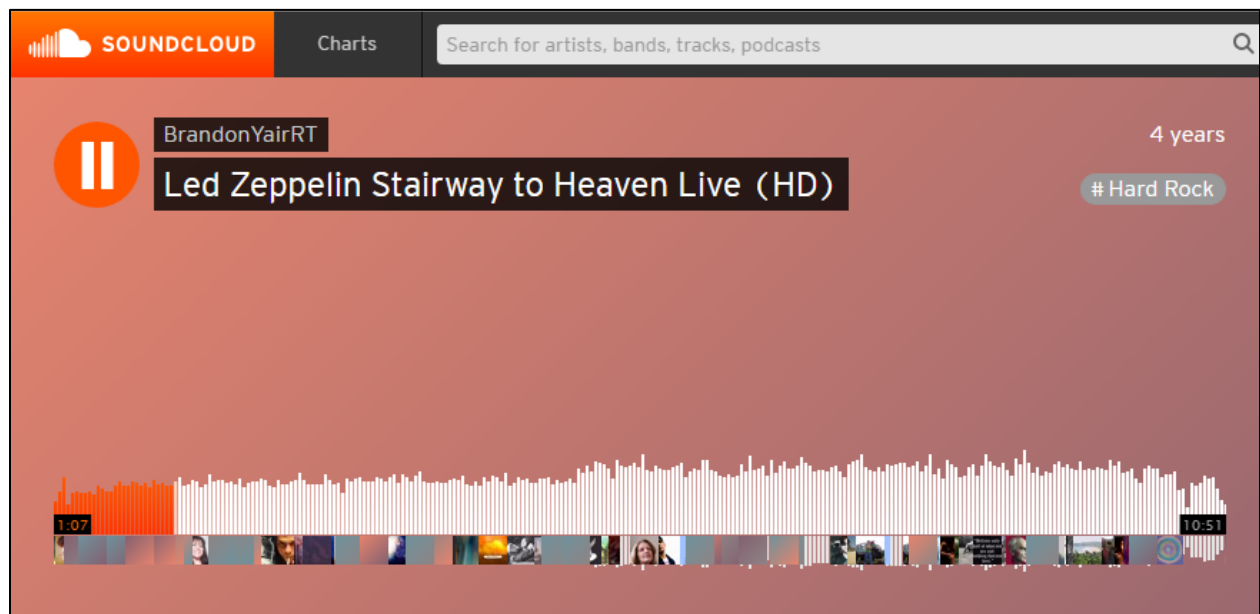 SOUNDCLOUD
Charts
Search for artists, bands, tracks, podcasts
BrandonYairRT
4 years
Led Zeppelin Stairway to Heaven Live (HD)
# Hard Rock
1:07
10:51